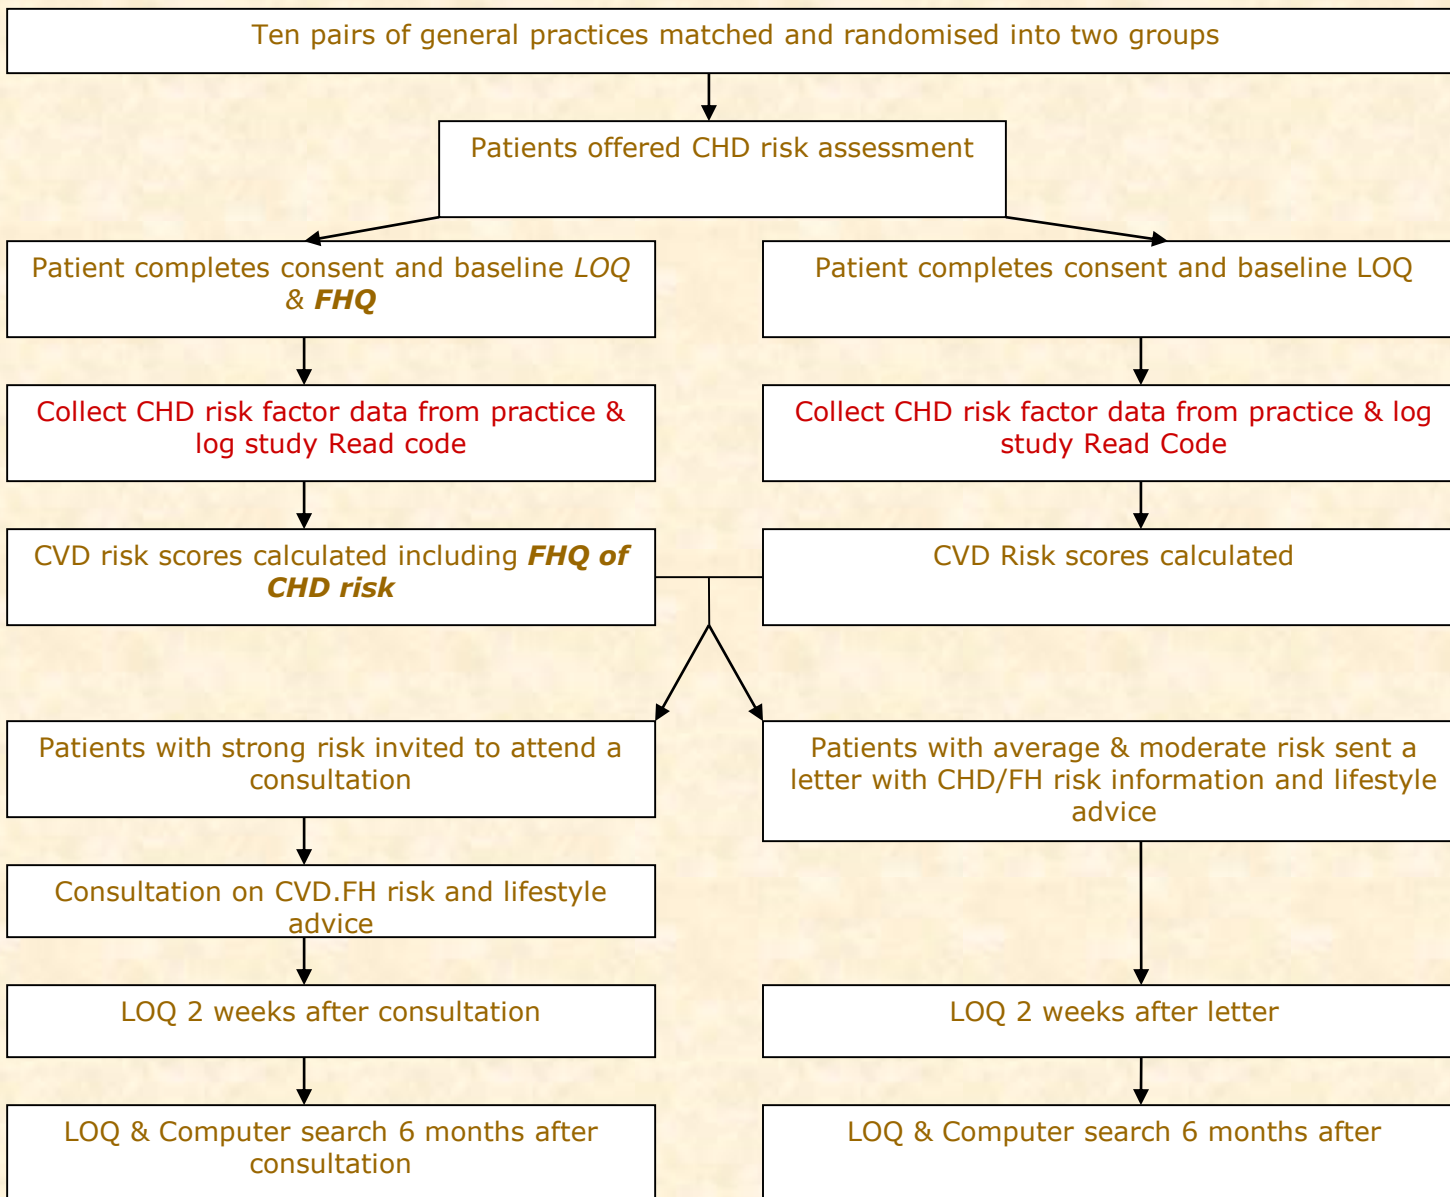 Ten pairs of general practices matched and randomised into two groups
Patients offered CHD risk assessment
Patient completes consent and baseline LOQ
& FHQ
Patient completes consent and baseline LOQ
Collect CHD risk factor data from practice &
log study Read code
Collect CHD risk factor data from practice & log
study Read Code
CVD risk scores calculated including FHQ of
CHD risk
CVD Risk scores calculated
Patients with strong risk invited to attend a
consultation
Patients with average & moderate risk sent a
letter with CHD/FH risk information and lifestyle
advice
Consultation on CVD.FH risk and lifestyle
advice
LOQ 2 weeks after consultation
LOQ 2 weeks after letter
LOQ & Computer search 6 months after
consultation
LOQ & Computer search 6 months after